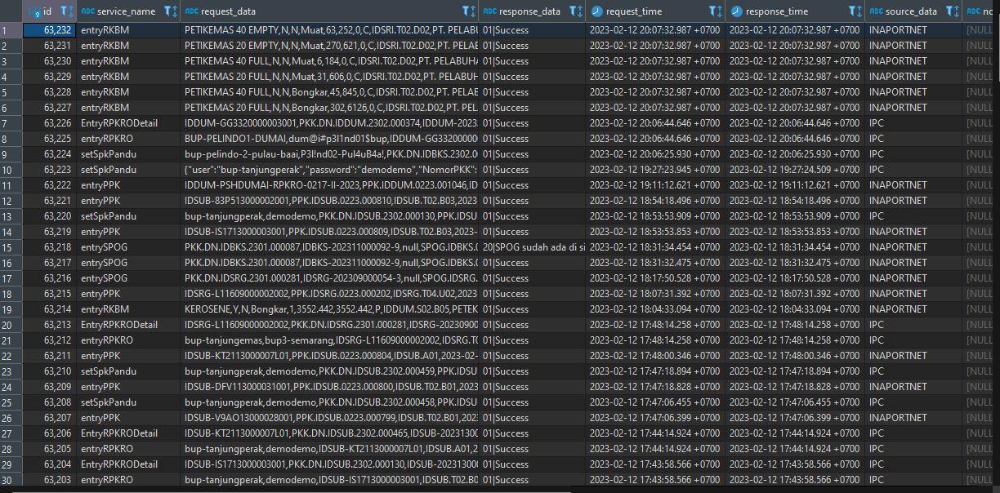 id service_name request_data response_data request_time response_time source_data
1 63,232 entryRKBM PETIKEMAS 40 EMPTY,N,N,Muat,63,252,0,C,IDSRI.T02.D02,PT. PELABU 01|Success 2023-02-12 20:07:32.987 +0700 2023-02-12 20:07:32.987 +0700 INAPORTNET [NULL
2 63,231 entryRKBM PETIKEMAS 20 EMPTY,N,N,Muat,270,621,0,C,IDSRI.T02.D02,PT. PELAB 01|Success 2023-02-12 20:07:32.987 +0700 2023-02-12 20:07:32.987 +0700 INAPORTNET [NULL
3 63,230 entryRKBM PETIKEMAS 40 FULL,N,N,Muat,6,184,0,C,IDSRI.T02.D02,PT. PELABUHA 01|Success 2023-02-12 20:07:32.987 +0700 2023-02-12 20:07:32.987 +0700 INAPORTNET [NULL
4 63,229 entryRKBM PETIKEMAS 20 FULL,N,N,Muat,31,606,0,C,IDSRI.T02.D02,PT. PELABUH 01|Success 2023-02-12 20:07:32.987 +0700 2023-02-12 20:07:32.987 +0700 INAPORTNET [NULL
5 63,228 entryRKBM PETIKEMAS 40 FULL,N,N,Bongkar,45,845,0,C,IDSRI.T02.D02,PT. PELA 01|Success 2023-02-12 20:07:32.987 +0700 2023-02-12 20:07:32.987 +0700 INAPORTNET [NULL
6 63,227 entryRKBM PETIKEMAS 20 FULL,N,N,Bongkar,302,6126,0,C,IDSRI.T02.D02,PT. PEL 01|Success 2023-02-12 20:07:32.987 +0700 2023-02-12 20:07:32.987 +0700 INAPORTNET [NULL
7 63,226 EntryRPKRODetail IDDUM-GG3320000003001,PKK.DN.IDDUM.2302.000374,IDDUM-2023 01|Success 2023-02-12 20:06:44.646 +0700 2023-02-12 20:06:44.646 +0700 IPC [NULL
8 63,225 entryRPKRO 01|Success 2023-02-12 20:06:44.646 +0700 2023-02-12 20:06:44.646 +0700 IPC [NULL
9 63,224 setSpkPandu 01|Success 2023-02-12 20:06:25.930 +0700 2023-02-12 20:06:25.930 +0700 IPC [NULL
10 63,223 setSpkPandu {"user":"bup-tanjungperak","password":"demodemo","NomorPKK": 01|Success 2023-02-12 19:27:23.945 +0700 2023-02-12 19:27:24.509 +0700 IPC [NULL
11 63,222 entryPPK IDDUM-PSHDUMAI-RPKRO-0217-II-2023,PPK.IDDUM.0223.001046,ID 01|Success 2023-02-12 19:11:12.621 +0700 2023-02-12 19:11:12.621 +0700 INAPORTNET [NULL
12 63,221 entryPPK IDSUB-83P513000002001,PPK.IDSUB.0223.000810,IDSUB.T02.B03,2023 01|Success 2023-02-12 18:54:18.496 +0700 2023-02-12 18:54:18.496 +0700 INAPORTNET [NULL
13 63,220 setSpkPandu bup-tanjungperak,demodemo,PKK.DN.IDSUB.2302.000130,PPK.IDSU 01|Success 2023-02-12 18:53:53.909 +0700 2023-02-12 18:53:53.909 +0700 IPC [NULL
14 63,219 entryPPK IDSUB-IS1713000003001,PPK.IDSUB.0223.000809,IDSUB.T02.B03,2023- 01|Success 2023-02-12 18:53:53.853 +0700 2023-02-12 18:53:53.853 +0700 INAPORTNET [NULL
15 63,218 entrySPOG PKK.DN.IDBKS.2301.000087,IDBKS-202311000092-9,null,SPOG.IDBKS.0 20|SPOG sudah ada di si 2023-02-12 18:31:34.454 +0700 2023-02-12 18:31:34.454 +0700 INAPORTNET [NULL
16 63,217 entrySPOG PKK.DN.IDBKS.2301.000087,IDBKS-202311000092-9,null,SPOG.IDBKS.0 01|Success 2023-02-12 18:31:32.475 +0700 2023-02-12 18:31:32.475 +0700 INAPORTNET [NULL
17 63,216 entrySPOG PKK.DN.IDSRG.2301.000281,IDSRG-202309000054-3,null,SPOG.IDSRG. 01|Success 2023-02-12 18:17:50.528 +0700 2023-02-12 18:17:50.528 +0700 INAPORTNET [NULL
18 63,215 entryPPK IDSRG-L11609000002002,PPK.IDSRG.0223.000202,IDSRG.T04.U02,2023 01|Success 2023-02-12 18:07:31.392 +0700 2023-02-12 18:07:31.392 +0700 INAPORTNET [NULL
19 63,214 entryRKBM KEROSENE,Y,N,Bongkar,1,3552.442,3552.442,P,IDDUM.S02.B05,PETEK 01|Success 2023-02-12 18:04:33.094 +0700 2023-02-12 18:04:33.094 +0700 INAPORTNET [NULL
20 63,213 EntryRPKRODetail IDSRG-L11609000002002,PKK.DN.IDSRG.2301.000281,IDSRG-20230900 01|Success 2023-02-12 17:48:14.258 +0700 2023-02-12 17:48:14.258 +0700 IPC [NULL
21 63,212 entryRPKRO bup-tanjungemas,bup3-semarang,IDSRG-L11609000002002,IDSRG.T0 01|Success 2023-02-12 17:48:14.258 +0700 2023-02-12 17:48:14.258 +0700 IPC [NULL
22 63,211 entryPPK IDSUB-KT2113000007L01,PPK.IDSUB.0223.000804,IDSUB.A01,2023-02- 01|Success 2023-02-12 17:48:00.346 +0700 2023-02-12 17:48:00.346 +0700 INAPORTNET [NULL
23 63,210 setSpkPandu bup-tanjungperak,demodemo,PKK.DN.IDSUB.2302.000459,PPK.IDSU 01|Success 2023-02-12 17:47:18.894 +0700 2023-02-12 17:47:18.894 +0700 IPC [NULL
24 63,209 entryPPK IDSUB-DFV113000031001,PPK.IDSUB.0223.000800,IDSUB.T02.B01,2023 01|Success 2023-02-12 17:47:18.828 +0700 2023-02-12 17:47:18.828 +0700 INAPORTNET [NULL
25 63,208 setSpkPandu bup-tanjungperak,demodemo,PKK.DN.IDSUB.2302.000458,PPK.IDSU 01|Success 2023-02-12 17:47:06.455 +0700 2023-02-12 17:47:06.455 +0700 IPC [NULL
26 63,207 entryPPK IDSUB-V9AO13000028001,PPK.IDSUB.0223.000799,IDSUB.T02.B01,202 01|Success 2023-02-12 17:47:06.399 +0700 2023-02-12 17:47:06.399 +0700 INAPORTNET [NULL
27 63,206 EntryRPKRODetail IDSUB-KT2113000007L01,PKK.DN.IDSUB.2302.000465,IDSUB-20231300 01|Success 2023-02-12 17:44:14.924 +0700 2023-02-12 17:44:14.924 +0700 IPC [NULL
28 63,205 entryRPKRO bup-tanjungperak,demodemo,IDSUB-KT2113000007L01,IDSUB.A01,2 01|Success 2023-02-12 17:44:14.924 +0700 2023-02-12 17:44:14.924 +0700 IPC [NULL
29 63,204 EntryRPKRODetail IDSUB-IS1713000003001,PKK.DN.IDSUB.2302.000130,IDSUB-202313000 01|Success 2023-02-12 17:43:58.566 +0700 2023-02-12 17:43:58.566 +0700 IPC [NULL
30 63,203 entryRPKRO bup-tanjungperak,demodemo,IDSUB-IS1713000003001,IDSUB.T02.B0 01|Success 2023-02-12 17:43:58.566 +0700 2023-02-12 17:43:58.566 +0700 IPC [NULL